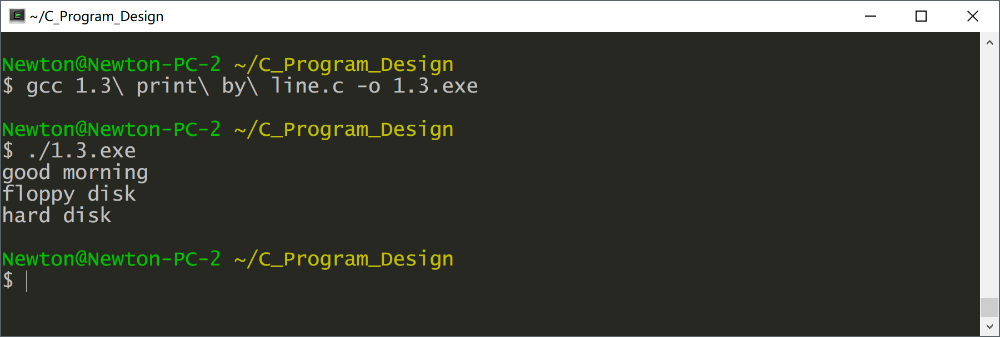 ~/C_Program_Design
Newton@Newton-PC-2 ~/C_Program_Design
$ gcc 1.3\ print\ by\ line.c -o 1.3.exe
Newton@Newton-PC-2 ~/C_Program_Design
$ ./1.3.exe
good morning
floppy disk
hard disk
Newton@Newton-PC-2 ~/C_Program_Design
$